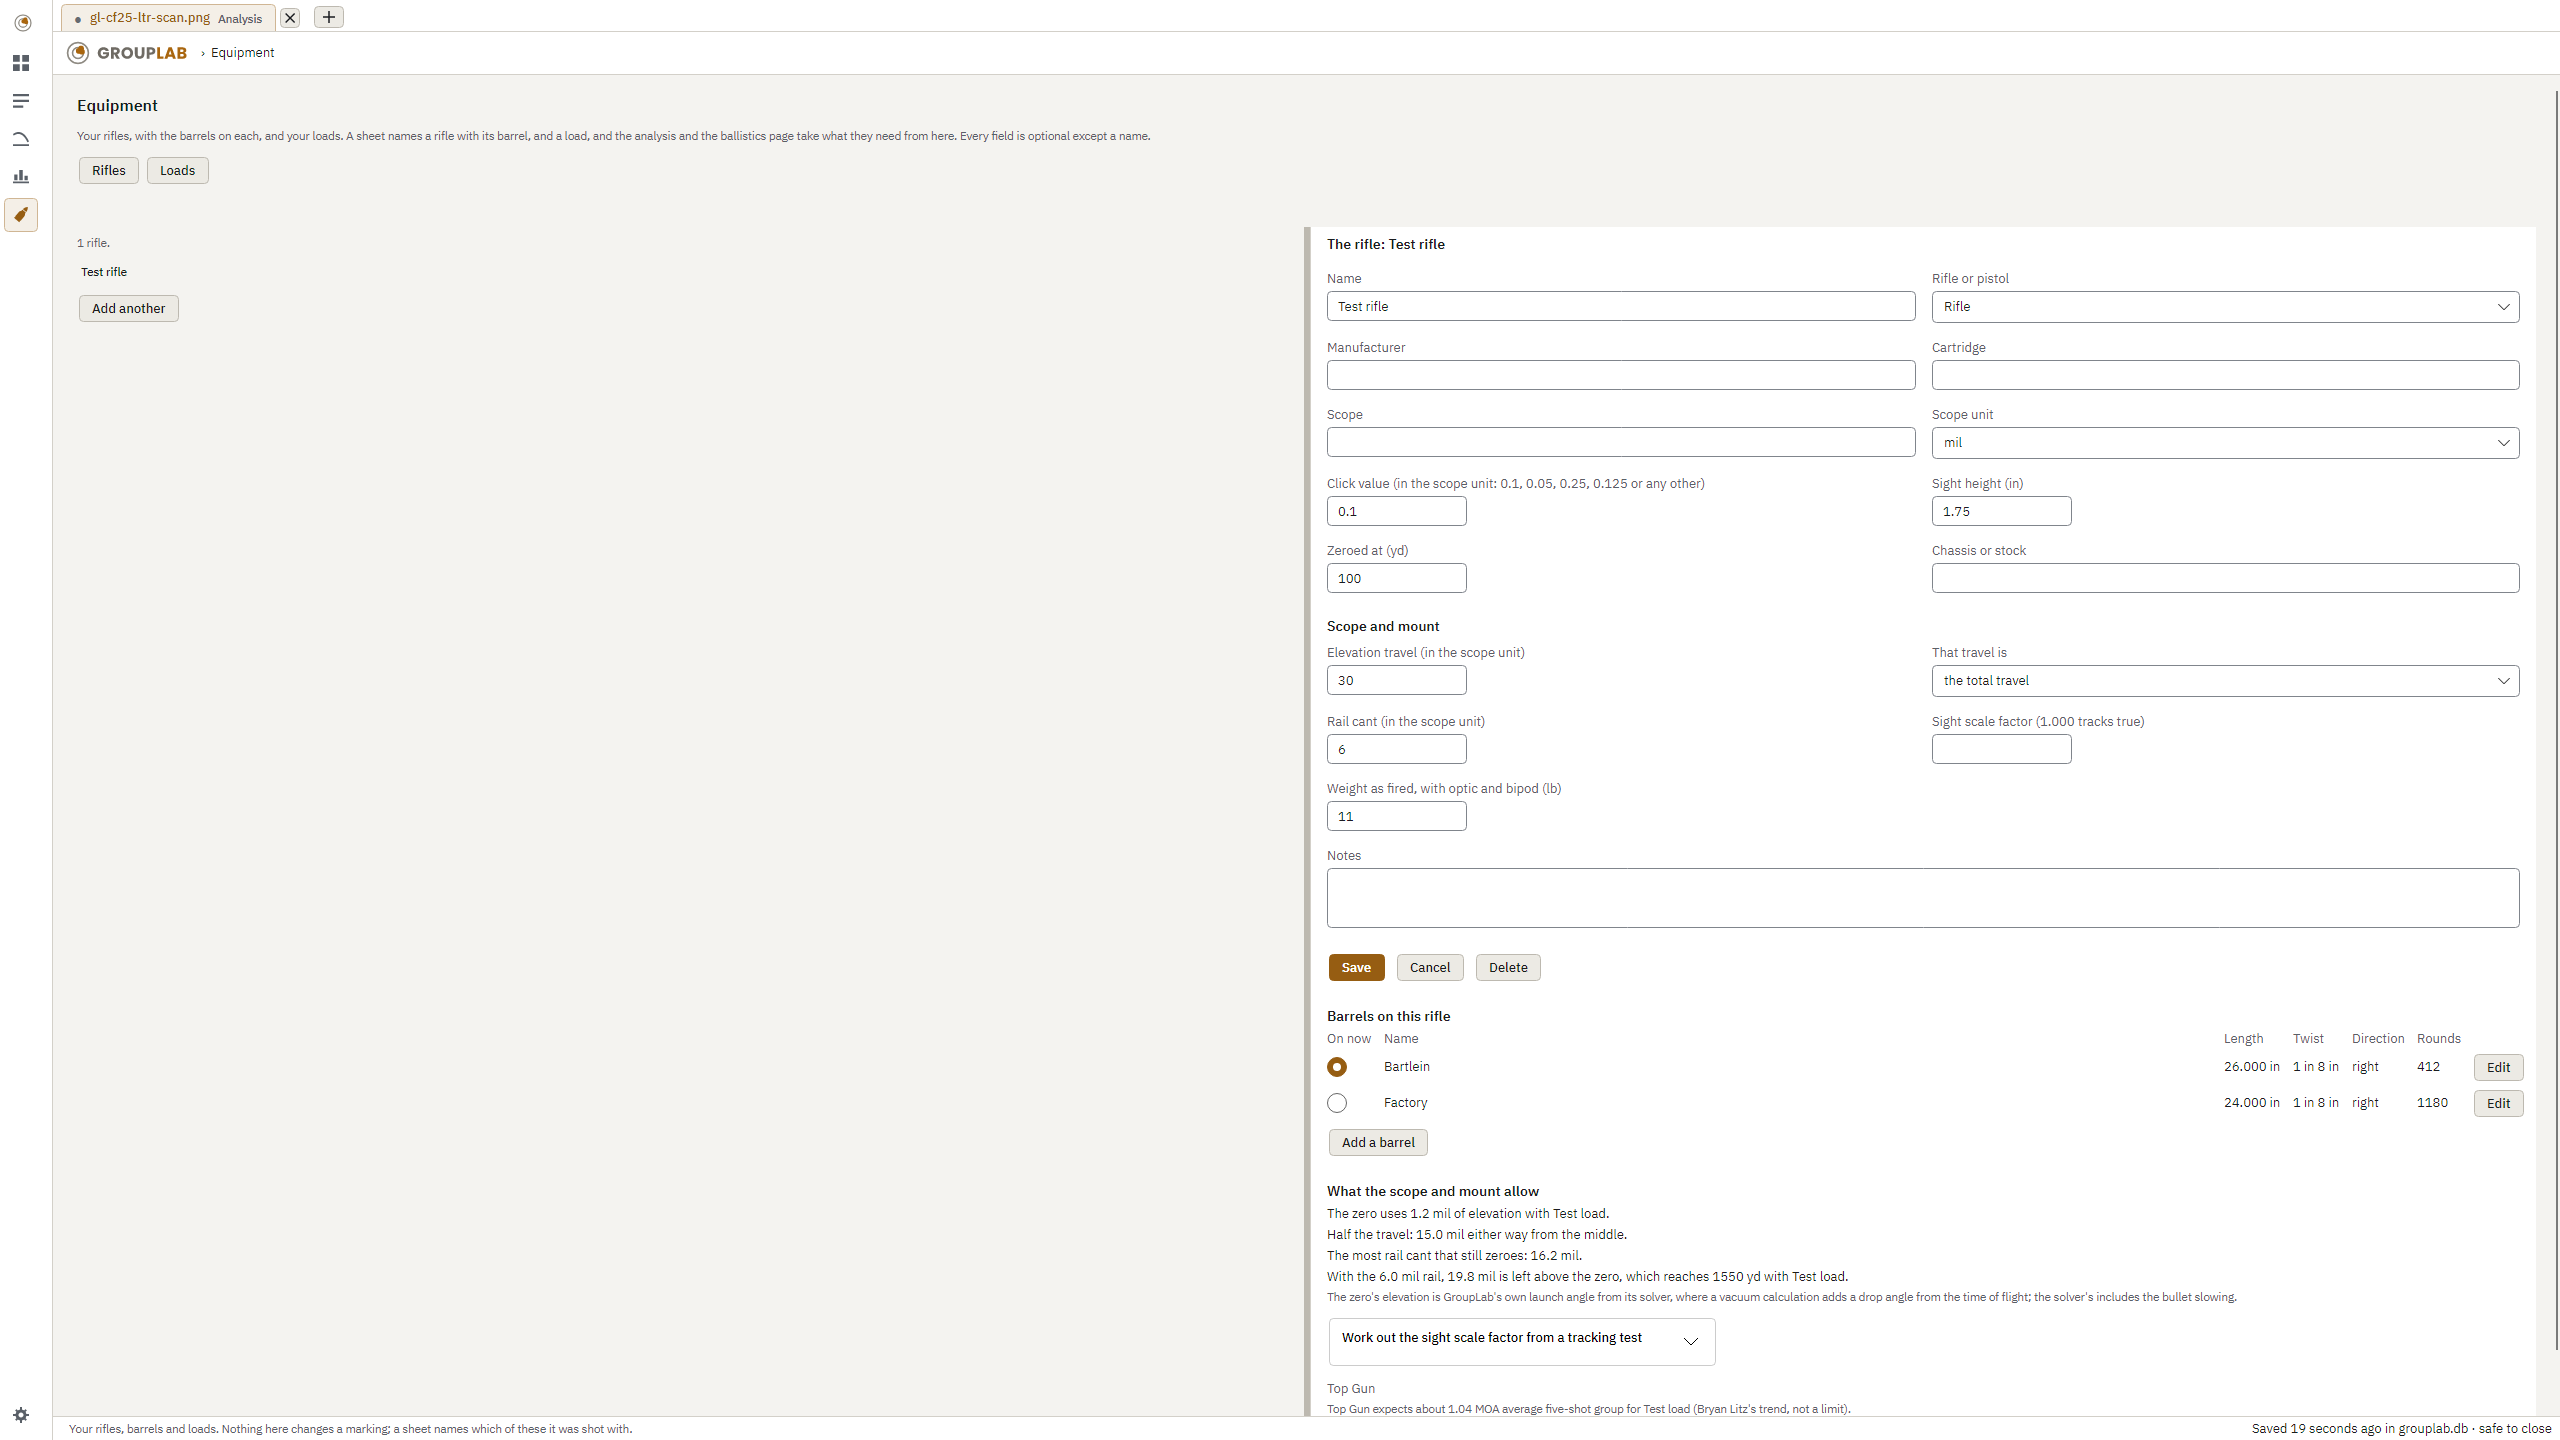 gl-cf25-ltr-scan.png Analysis
GROUPLAB › Equipment
Equipment
Your rifles, with the barrels on each, and your loads. A sheet names a rifle with its barrel, and a load, and the analysis and the ballistics page take what they need from here. Every field is optional except a name.
Rifles Loads
1 rifle.
Test rifle
Add another
The rifle: Test rifle
Name Rifle or pistol
Test rifle Rifle
Manufacturer Cartridge
Scope Scope unit
mil
Click value (in the scope unit: 0.1, 0.05, 0.25, 0.125 or any other) Sight height (in)
0.1 1.75
Zeroed at (yd) Chassis or stock
100
Scope and mount
Elevation travel (in the scope unit) That travel is
30 the total travel
Rail cant (in the scope unit) Sight scale factor (1.000 tracks true)
6
Weight as fired, with optic and bipod (lb)
11
Notes
Save Cancel Delete
Barrels on this rifle
On now Name Length Twist Direction Rounds
Bartlein 26.000 in 1 in 8 in right 412 Edit
Factory 24.000 in 1 in 8 in right 1180 Edit
Add a barrel
What the scope and mount allow
The zero uses 1.2 mil of elevation with Test load.
Half the travel: 15.0 mil either way from the middle.
The most rail cant that still zeroes: 16.2 mil.
With the 6.0 mil rail, 19.8 mil is left above the zero, which reaches 1550 yd with Test load.
The zero's elevation is GroupLab's own launch angle from its solver, where a vacuum calculation adds a drop angle from the time of flight; the solver's includes the bullet slowing.
Work out the sight scale factor from a tracking test
Top Gun
Top Gun expects about 1.04 MOA average five-shot group for Test load (Bryan Litz's trend, not a limit).
Your rifles, barrels and loads. Nothing here changes a marking; a sheet names which of these it was shot with.
Saved 19 seconds ago in grouplab.db · safe to close